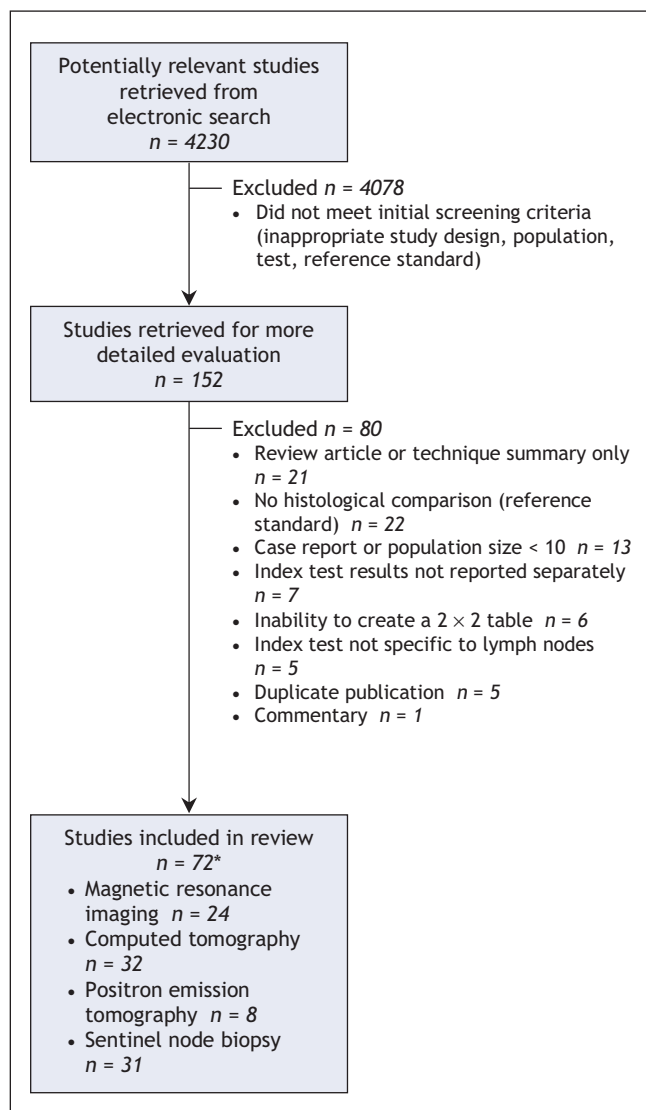 Potentially relevant studies
retrieved from
electronic search
n = 4230
Excluded n = 4078
• Did not meet initial screening criteria
(inappropriate study design, population,
test, reference standard)
Studies retrieved for more
detailed evaluation
n = 152
Excluded n = 80
• Review article or technique summary only
n = 21
• No histological comparison (reference
standard) n = 22
• Case report or population size < 10 n = 13
• Index test results not reported separately
n = 7
• Inability to create a 2 × 2 table n = 6
• Index test not specific to lymph nodes
n = 5
• Duplicate publication n = 5
• Commentary n = 1
Studies included in review
n = 72*
• Magnetic resonance
imaging n = 24
• Computed tomography
n = 32
• Positron emission
tomography n = 8
• Sentinel node biopsy
n = 31